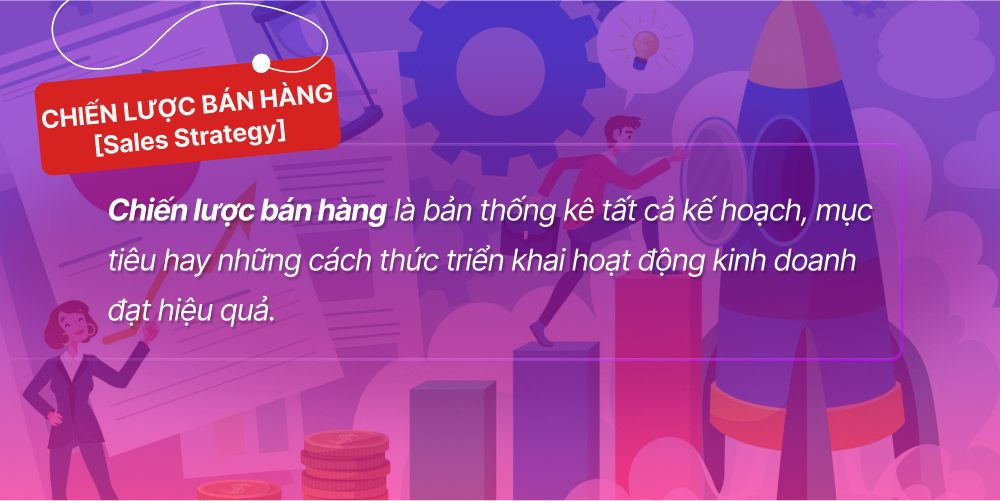 CHIẾN LƯỢC BÁN HÀNG
[Sales Strategy]
Chiến lược bán hàng là bản thống kê tất cả kế hoạch, mục
tiêu hay những cách thức triển khai hoạt động kinh doanh
đạt hiệu quả.